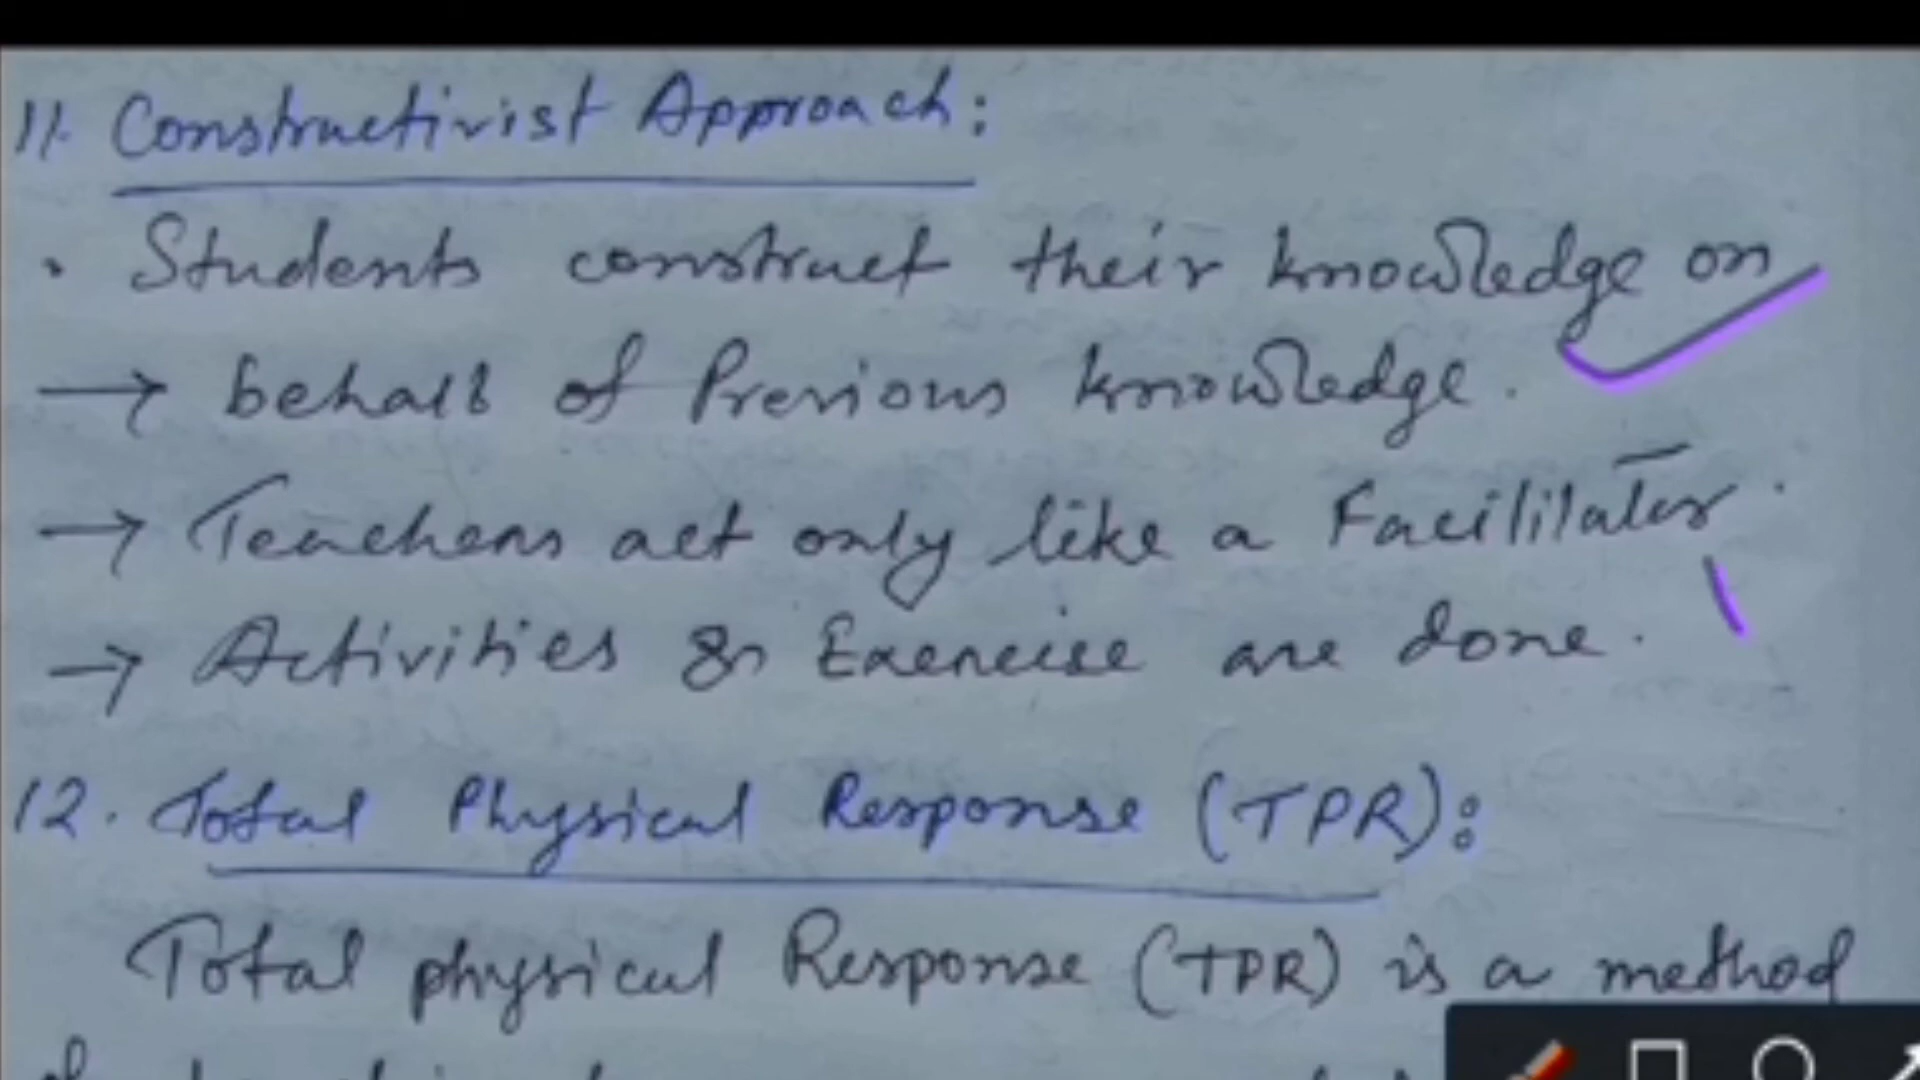 11. Constructivist Approach:
• Students construct their knowledge on
→ behalf of Previous knowledge.
→ Teachers act only like a Facilitator.
→ Activities & Exercise are done.
12. Total Physical Response (TPR):
Total physical Response (TPR) is a method
of